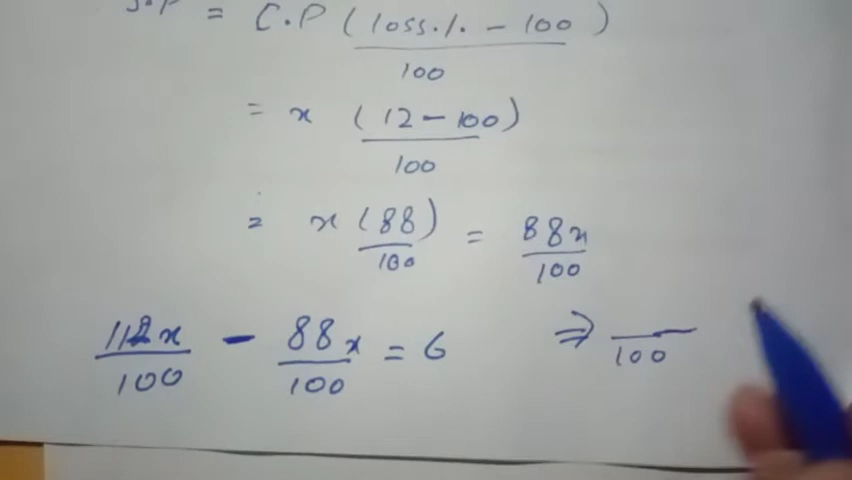 S.P = C.P (loss.%. - 100)
100
= x (12 - 100)
100
= x (88) = 88x
100 100
112x - 88x = 6 ⇒
100 100 100